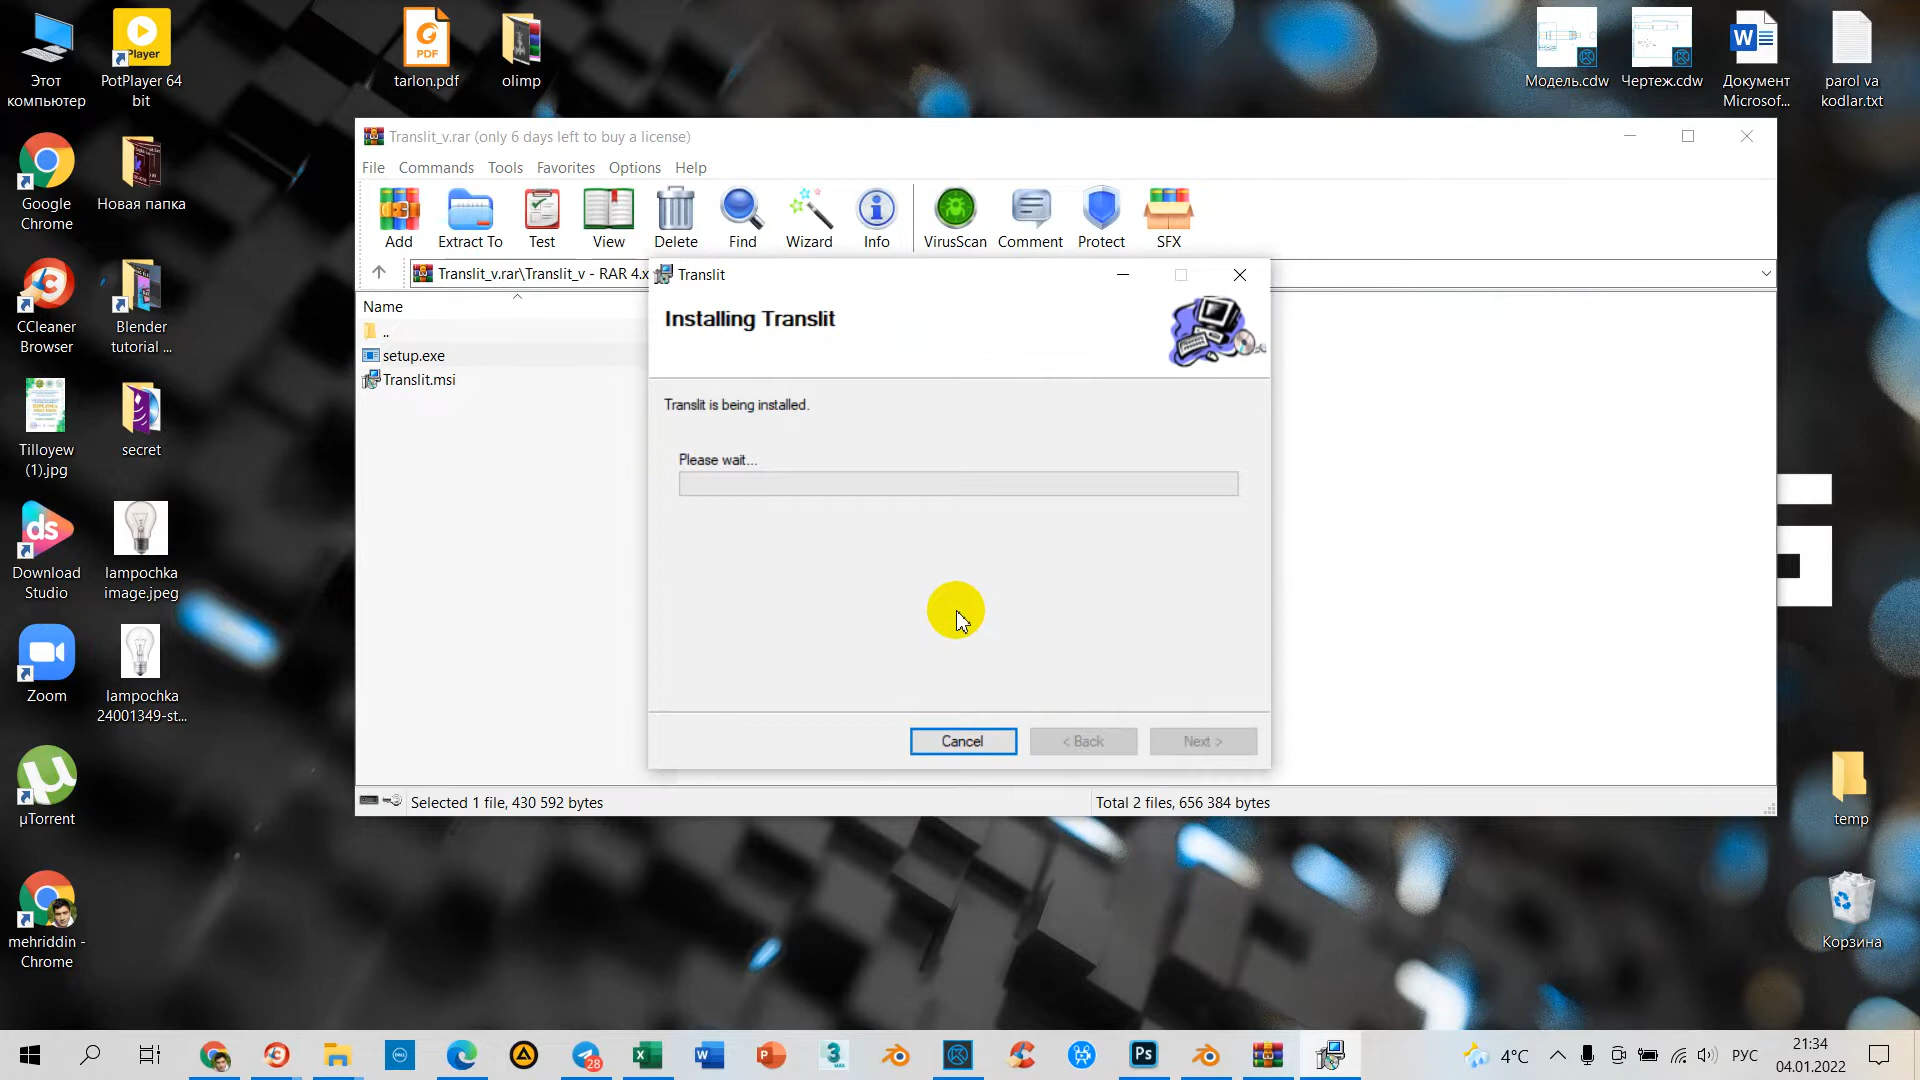 Этот
компьютер
Player
PotPlayer 64
bit
PDF
tarlon.pdf
olimp
Модель.cdw
Чертеж.cdw
Документ
Microsof...
parol va
kodlar.txt
Google
Chrome
Новая папка
CCleaner
Browser
Blender
tutorial ...
Tilloyew
(1).jpg
secret
ds
Download
Studio
lampochka
image.jpeg
Zoom
lampochka
24001349-st...
µTorrent
mehriddin -
Chrome
temp
Корзина
Translit_v.rar (only 6 days left to buy a license)
File Commands Tools Favorites Options Help
Add Extract To Test View Delete Find Wizard Info VirusScan Comment Protect SFX
Translit_v.rar\Translit_v - RAR 4.x
Name
..
setup.exe
Translit.msi
Selected 1 file, 430 592 bytes
Total 2 files, 656 384 bytes
Translit
Installing Translit
Translit is being installed.
Please wait...
Cancel
< Back
Next >
28
Ps
4°C
РУС
21:34
04.01.2022